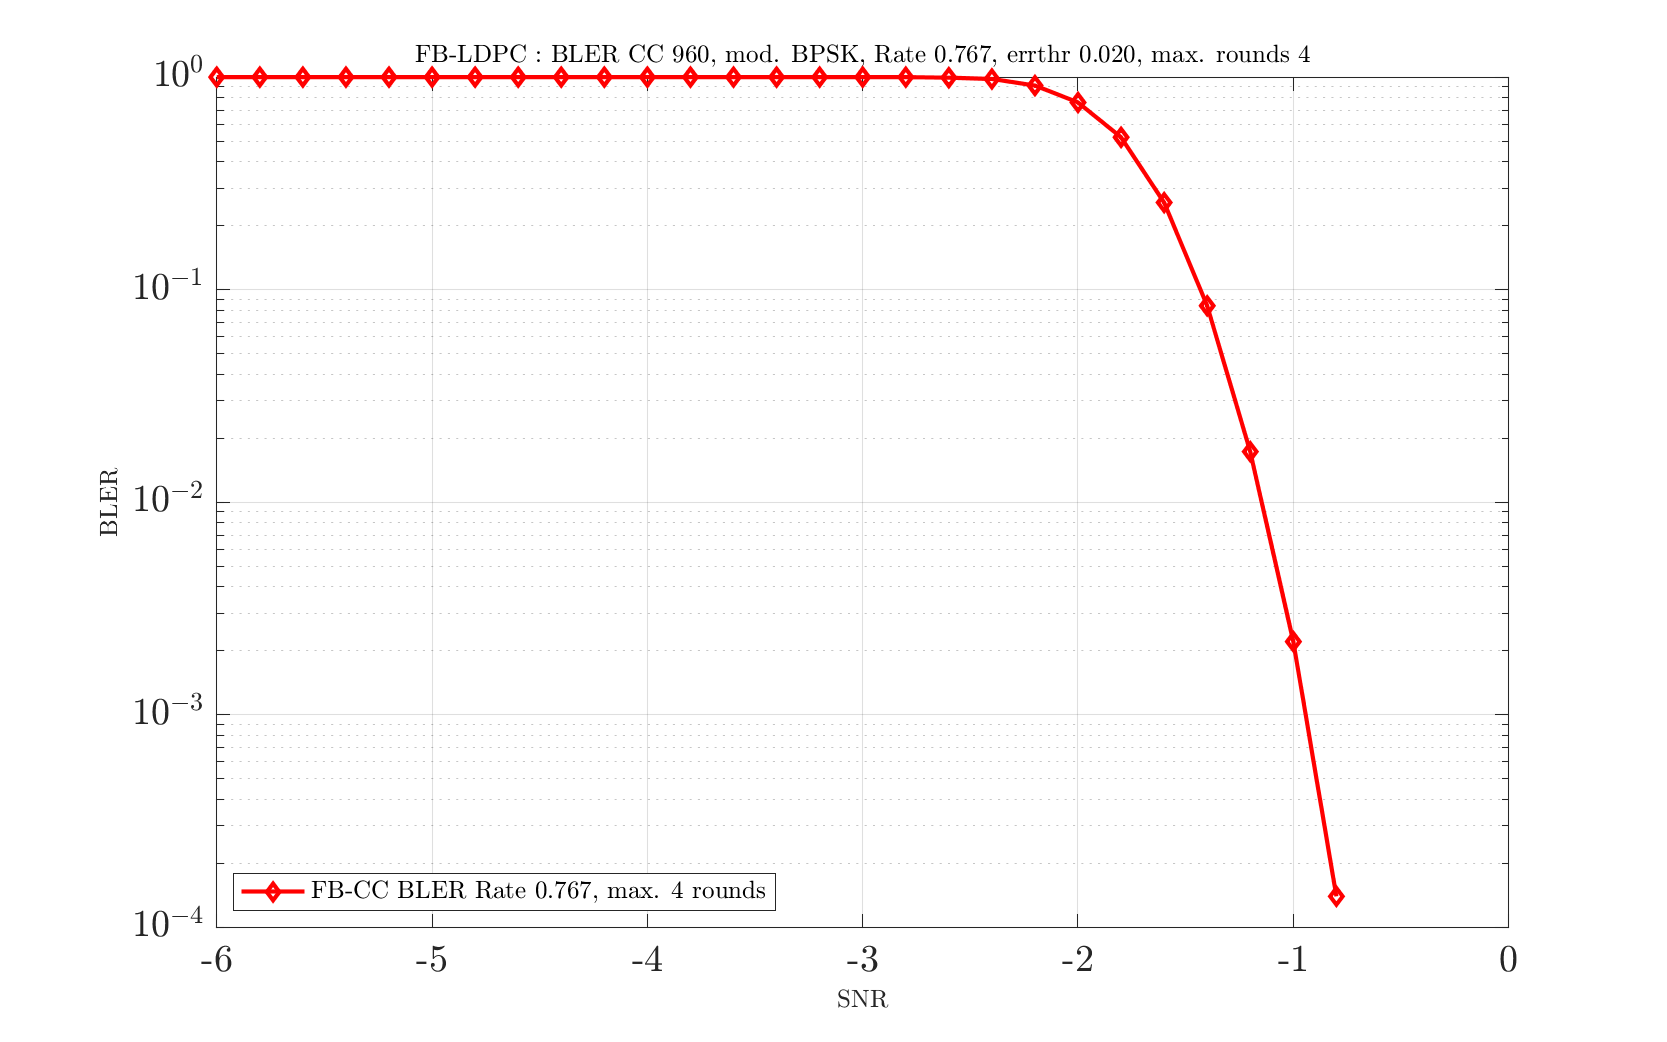 FB-LDPC : BLER CC 960, mod. BPSK, Rate 0.767, errthr 0.020, max. rounds 4
10^0
10^-1
10^-2
10^-3
10^-4
BLER
FB-CC BLER Rate 0.767, max. 4 rounds
-6 -5 -4 -3 -2 -1 0
SNR